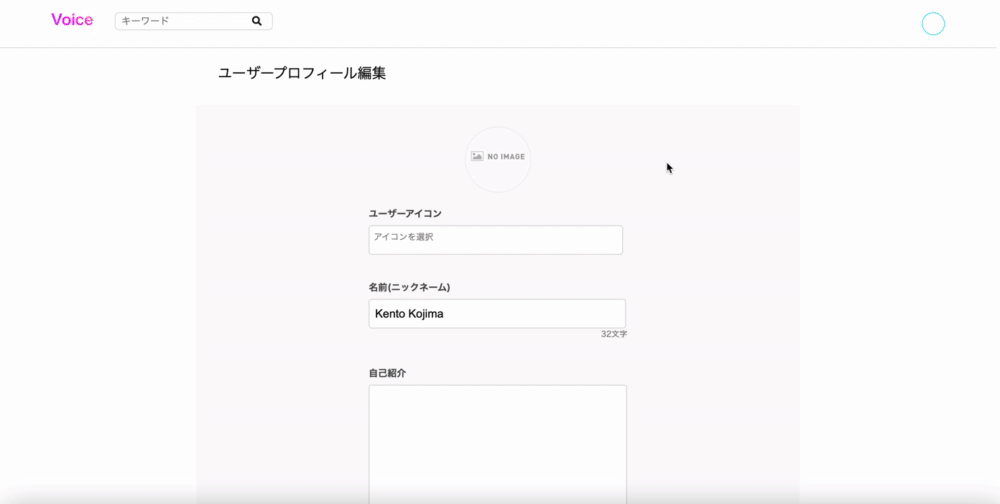 Voice
キーワード
ユーザープロフィール編集
NO IMAGE
ユーザーアイコン
アイコンを選択
名前(ニックネーム)
Kento Kojima
32文字
自己紹介